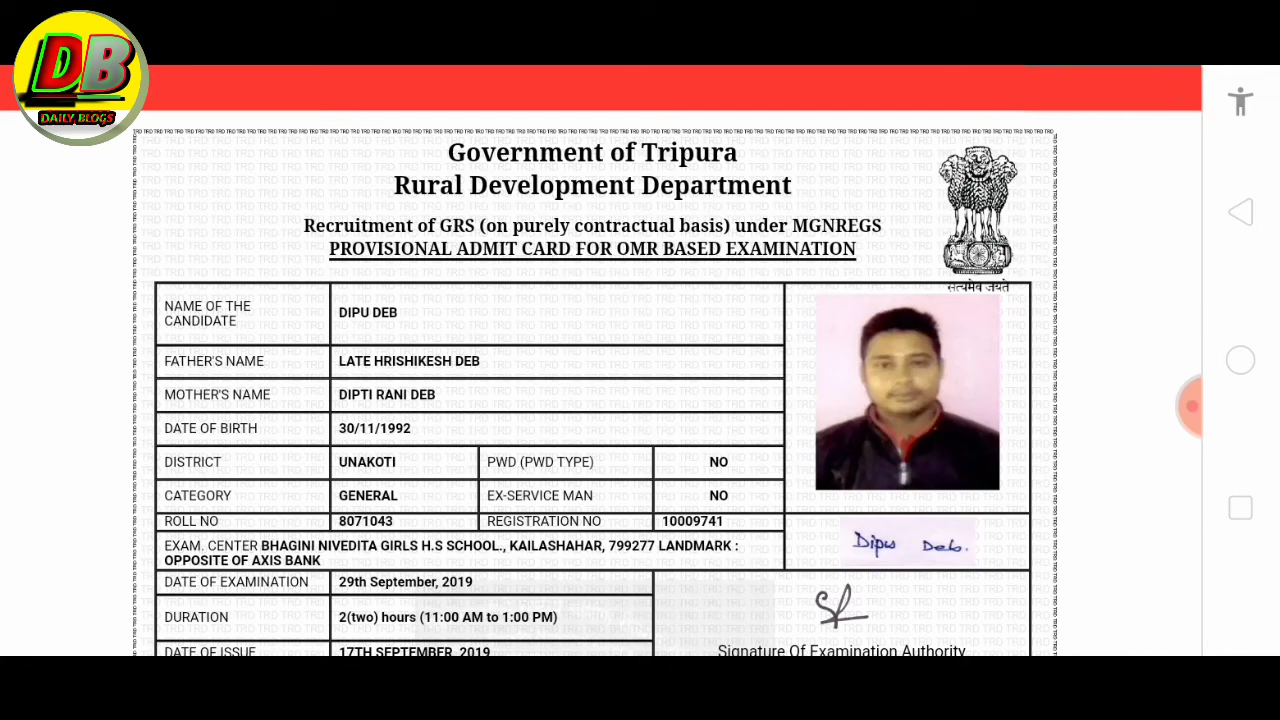 DB
DAILY BLOGS
Government of Tripura
Rural Development Department
Recruitment of GRS (on purely contractual basis) under MGNREGS
PROVISIONAL ADMIT CARD FOR OMR BASED EXAMINATION
सत्यमेव जयते
NAME OF THE CANDIDATE DIPU DEB
FATHER'S NAME LATE HRISHIKESH DEB
MOTHER'S NAME DIPTI RANI DEB
DATE OF BIRTH 30/11/1992
DISTRICT UNAKOTI PWD (PWD TYPE) NO
CATEGORY GENERAL EX-SERVICE MAN NO
ROLL NO 8071043 REGISTRATION NO 10009741
Dipu Deb.
EXAM. CENTER BHAGINI NIVEDITA GIRLS H.S SCHOOL., KAILASHAHAR, 799277 LANDMARK :
OPPOSITE OF AXIS BANK
DATE OF EXAMINATION 29th September, 2019
DURATION 2(two) hours (11:00 AM to 1:00 PM)
DATE OF ISSUE 17TH SEPTEMBER, 2019
Signature Of Examination Authority